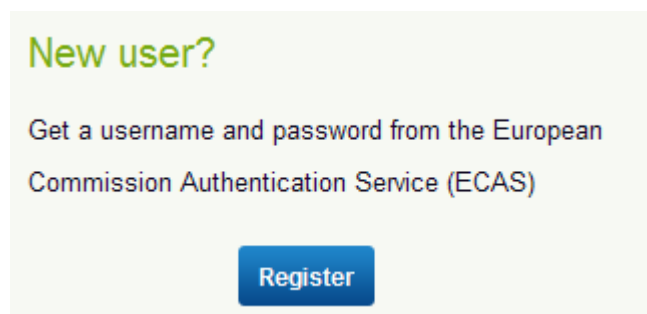 New user?
Get a username and password from the European
Commission Authentication Service (ECAS)
Register